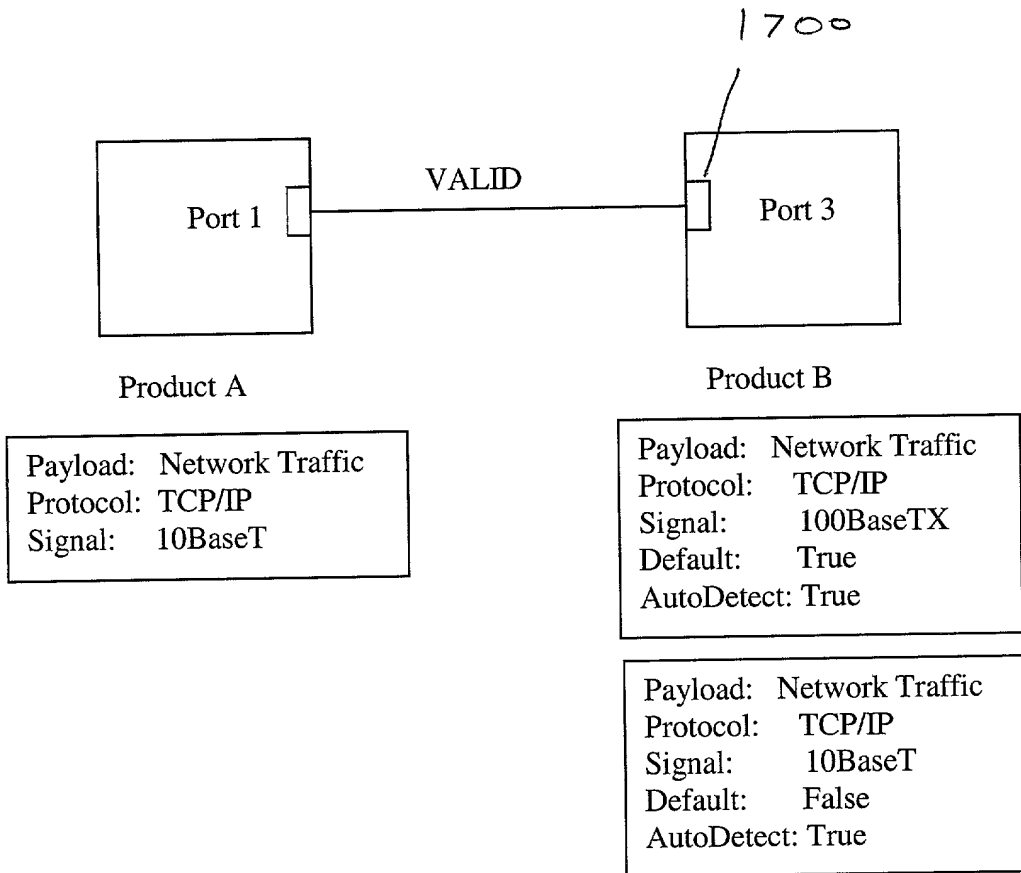 1700
VALID
Port 1
Port 3
Product A
Product B
Payload: Network Traffic
Protocol: TCP/IP
Signal: 10BaseT
Payload: Network Traffic
Protocol: TCP/IP
Signal: 100BaseTX
Default: True
AutoDetect: True
Payload: Network Traffic
Protocol: TCP/IP
Signal: 10BaseT
Default: False
AutoDetect: True